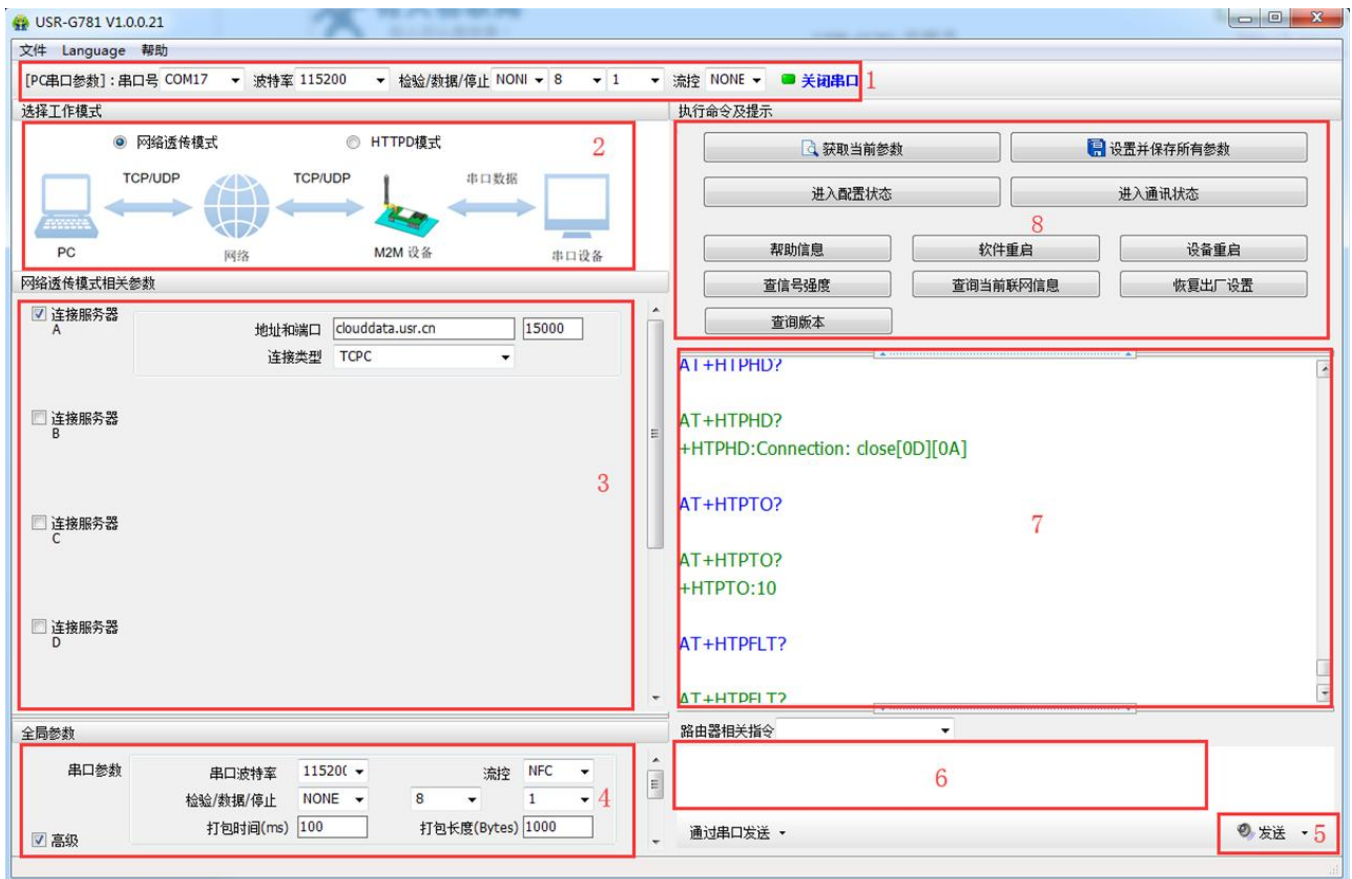 USR-G781 V1.0.0.21
文件 Language 帮助
[PC串口参数]:串口号 COM17 波特率 115200 检验/数据/停止 NONI 8 1 流控 NONE 关闭串口 1
选择工作模式
网络透传模式 HTTPD模式 2
TCP/UDP TCP/UDP 串口数据
PC 网络 M2M 设备 串口设备
网络透传模式相关参数
连接服务器
A
地址和端口 clouddata.usr.cn 15000
连接类型 TCPC
连接服务器
B
3
连接服务器
C
连接服务器
D
全局参数
串口参数 串口波特率 11520( 流控 NFC
检验/数据/停止 NONE 8 1 4
打包时间(ms) 100 打包长度(Bytes) 1000
高级
执行命令及提示
获取当前参数 设置并保存所有参数
进入配置状态 进入通讯状态
8
帮助信息 软件重启 设备重启
查信号强度 查询当前联网信息 恢复出厂设置
查询版本
AT+HTPHD?
AT+HTPHD?
+HTPHD:Connection: close[0D][0A]
AT+HTPTO?
7
AT+HTPTO?
+HTPTO:10
AT+HTPFLT?
AT+HTPFLT?
路由器相关指令
6
通过串口发送 发送 5